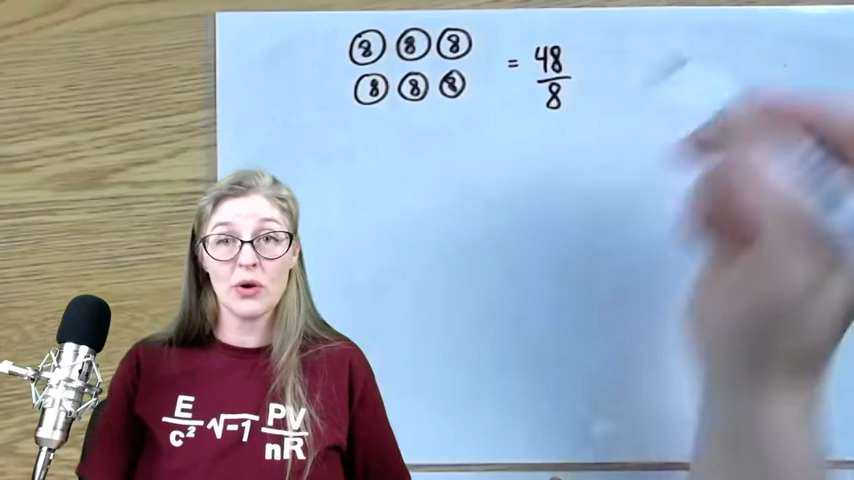 8 8 8
8 8 8
= 48/8
E/c² √-1 PV/nR